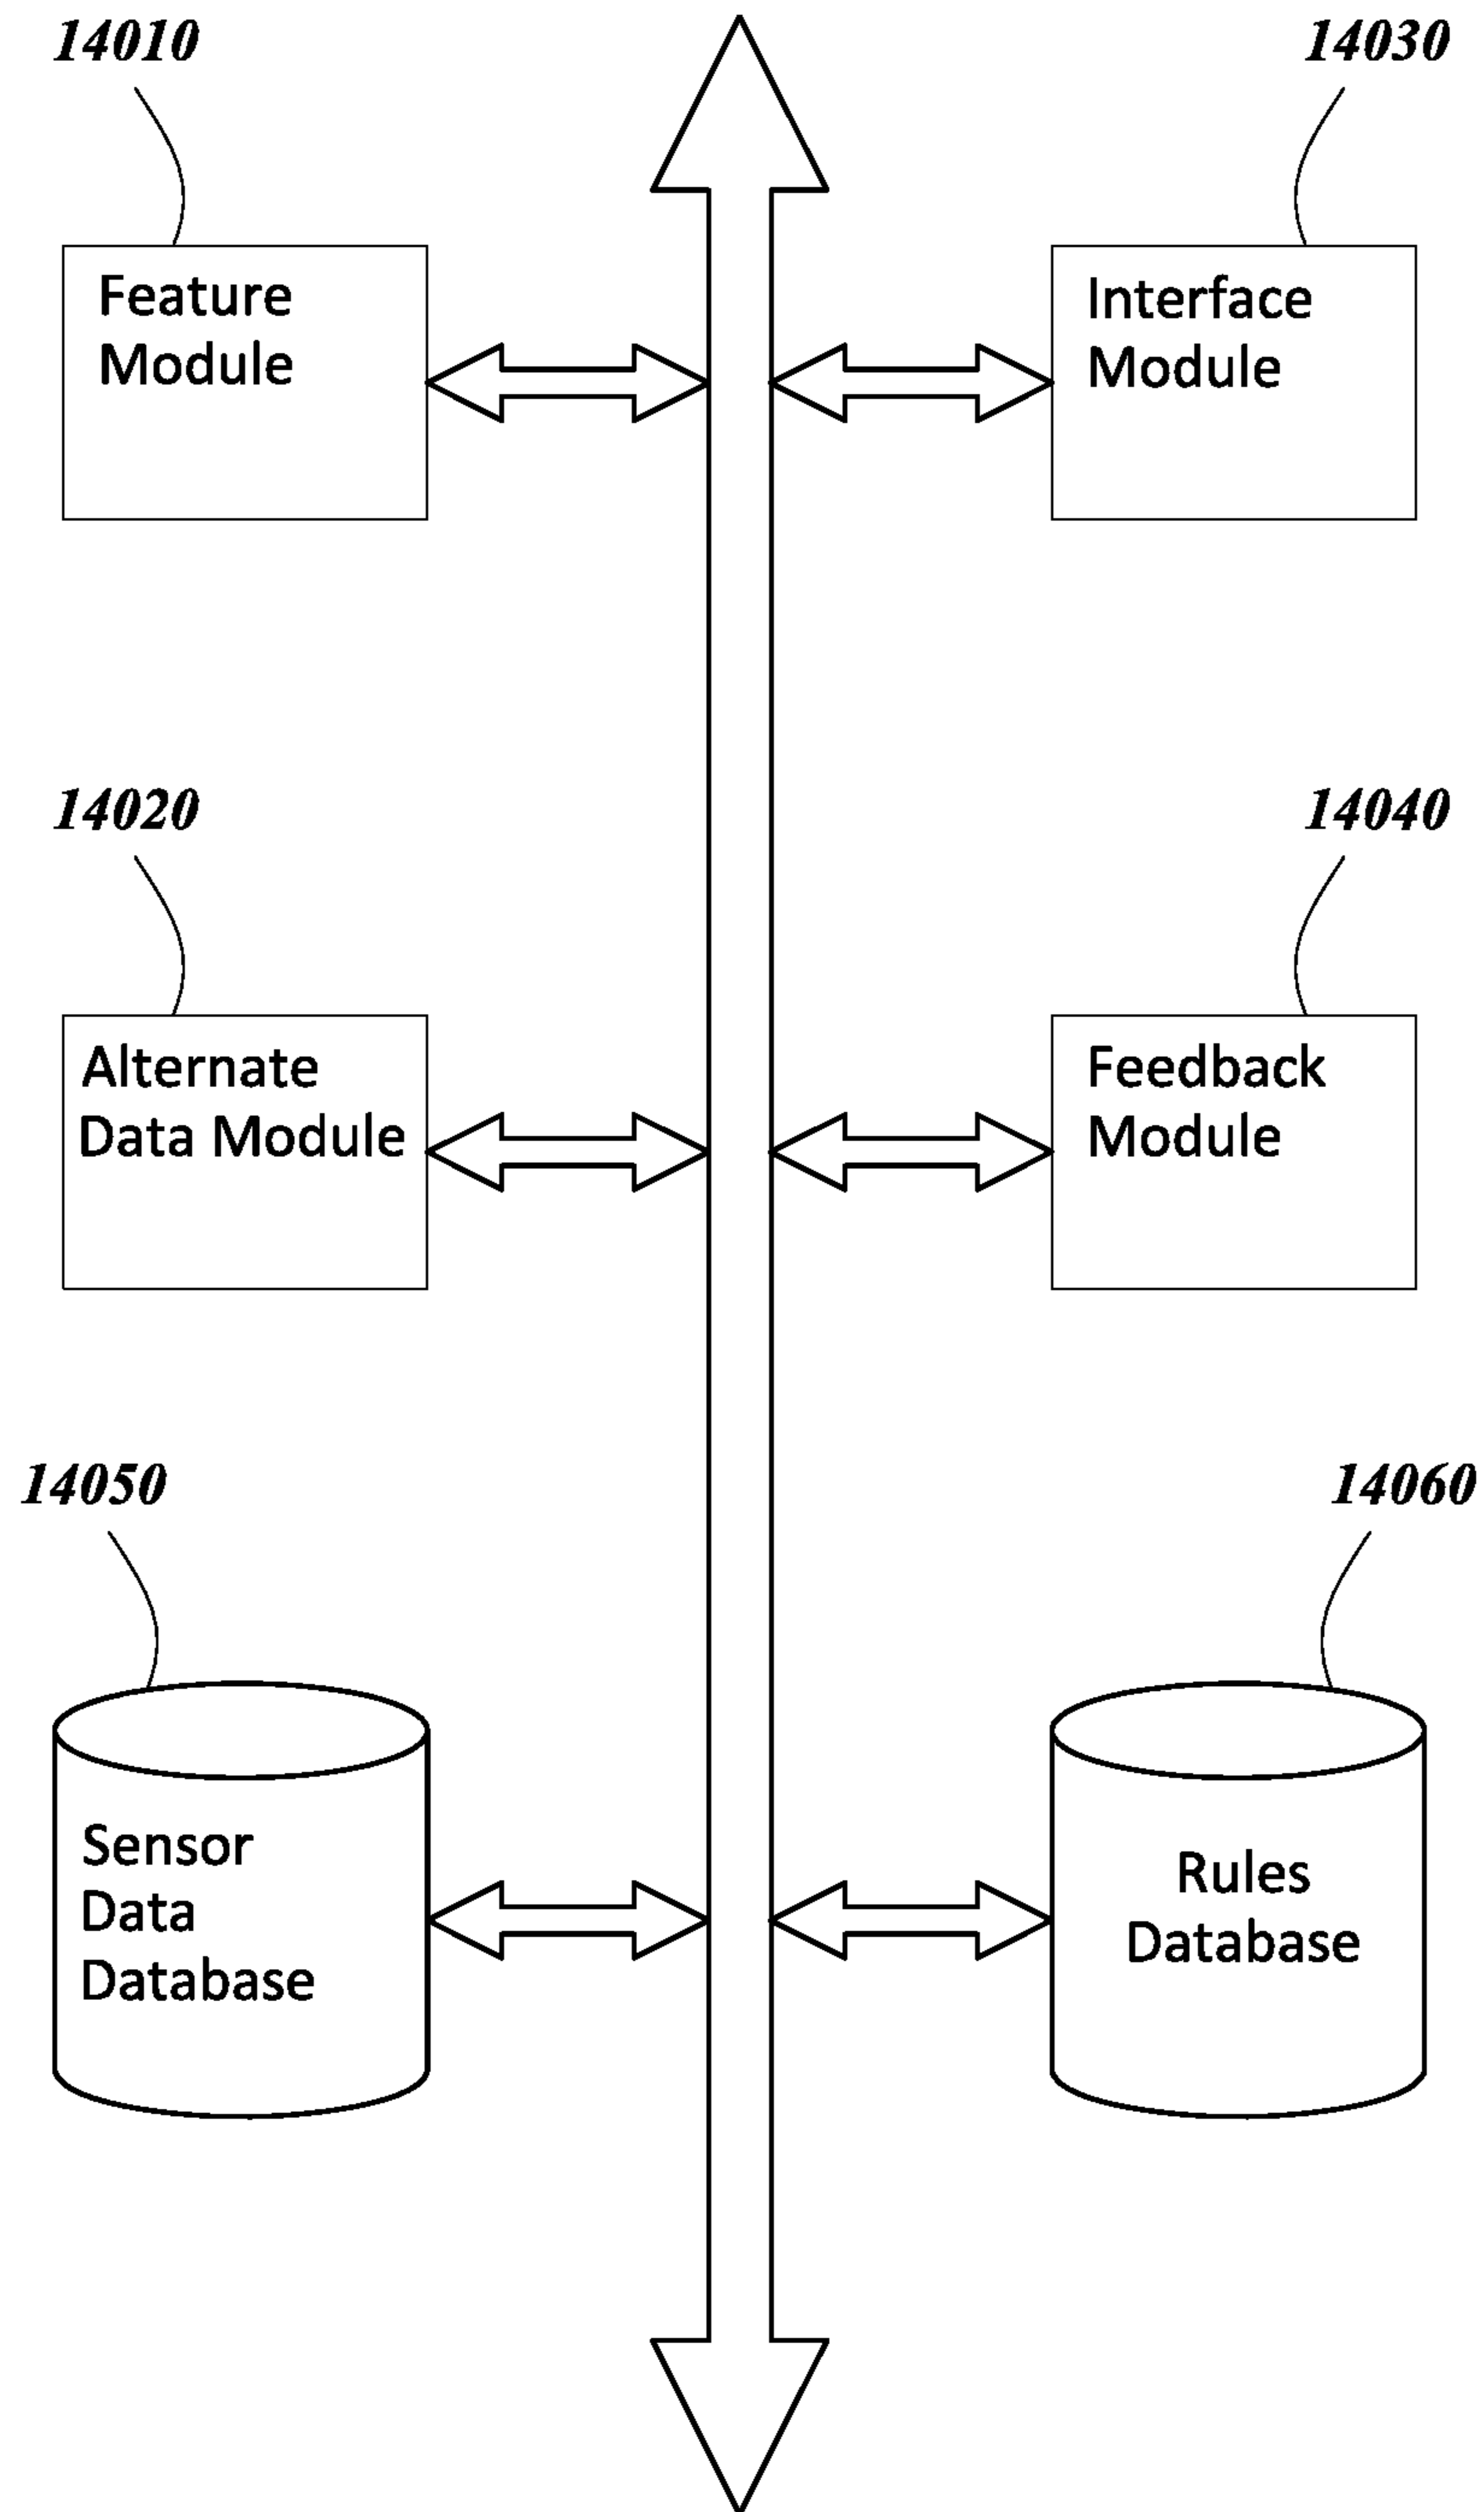 14010
14030
Feature
Module
Interface
Module
14020
14040
Alternate
Data Module
Feedback
Module
14050
14060
Sensor
Data
Database
Rules
Database